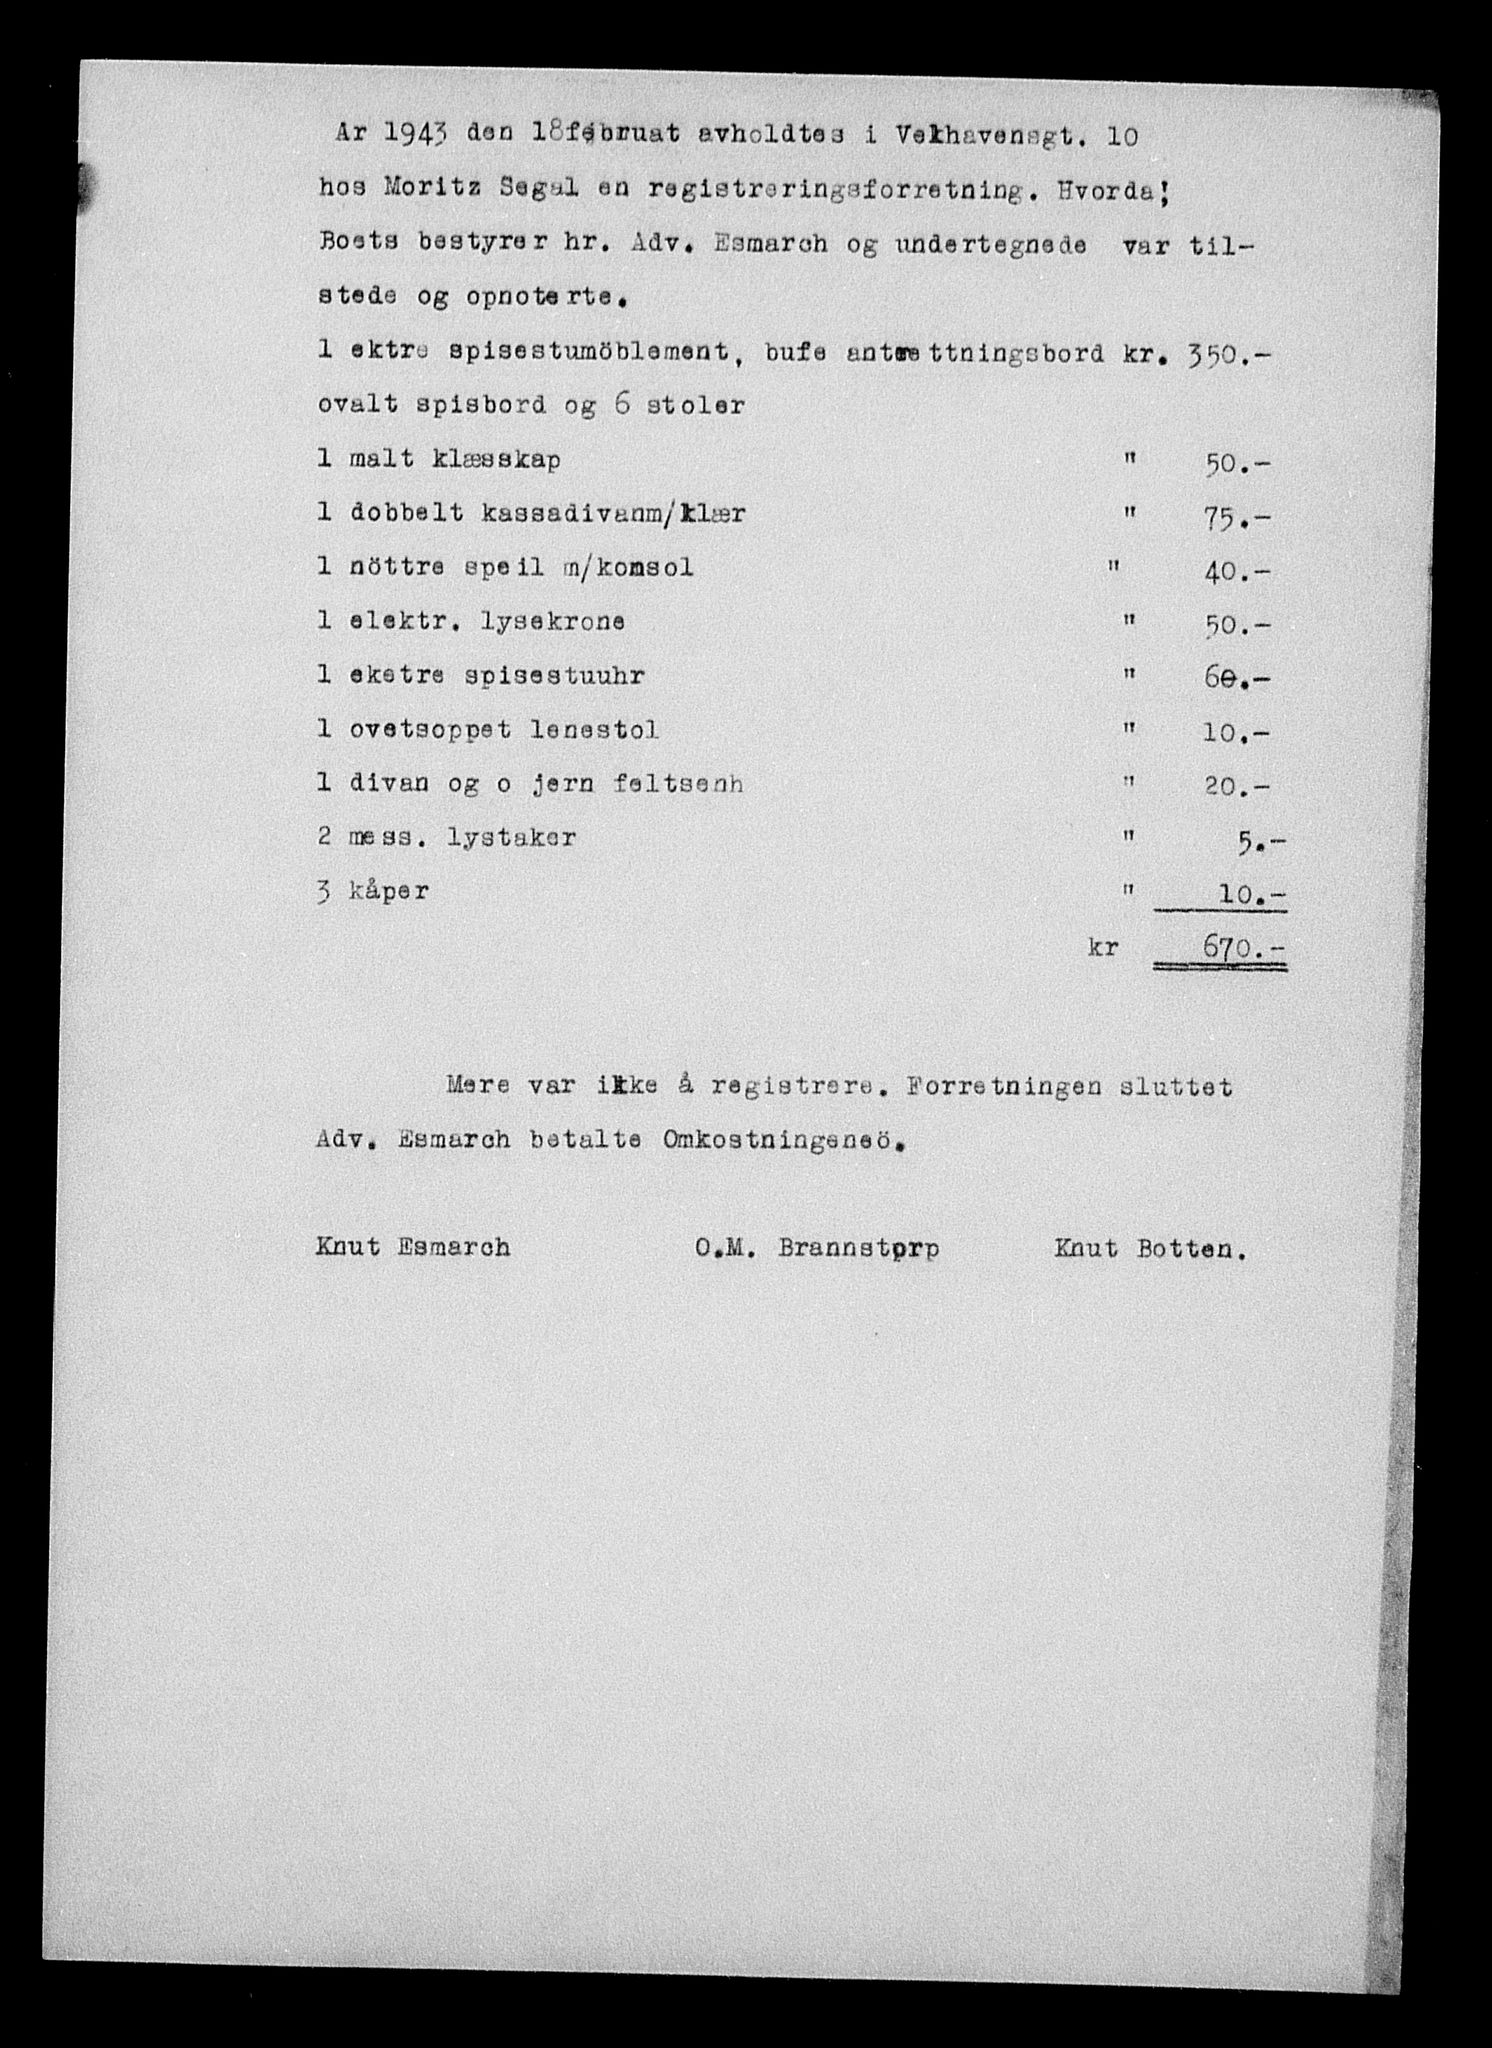 Ar 1943 den 18februat avholdtes i Vekhavensgt. 10
hos Moritz Segal en registreringsforretning. Hvorda!
Boets bestyrer hr. Adv. Esmarch og undertegnede var til-
stede og opnoterte.
1 ektre spisestumöblement, bufe antrettningsbord kr. 350.-
ovalt spisbord og 6 stoler
1 malt klæsskap " 50.-
1 dobbelt kassadivanm/klær " 75.-
1 nöttre speil m/konsol " 40.-
1 elektr. lysekrone " 50.-
1 eketre spisestuuhr " 60.-
1 ovetsoppet lenestol " 10.-
1 divan og o jern feltsenh " 20.-
2 mess. lystaker " 5.-
3 kåper " 10.-
kr 670.-
Mere var ikke å registrere. Forretningen sluttet
Adv. Esmarch betalte Omkostningeneö.
Knut Esmarch O.M. Brannstorp Knut Botten.